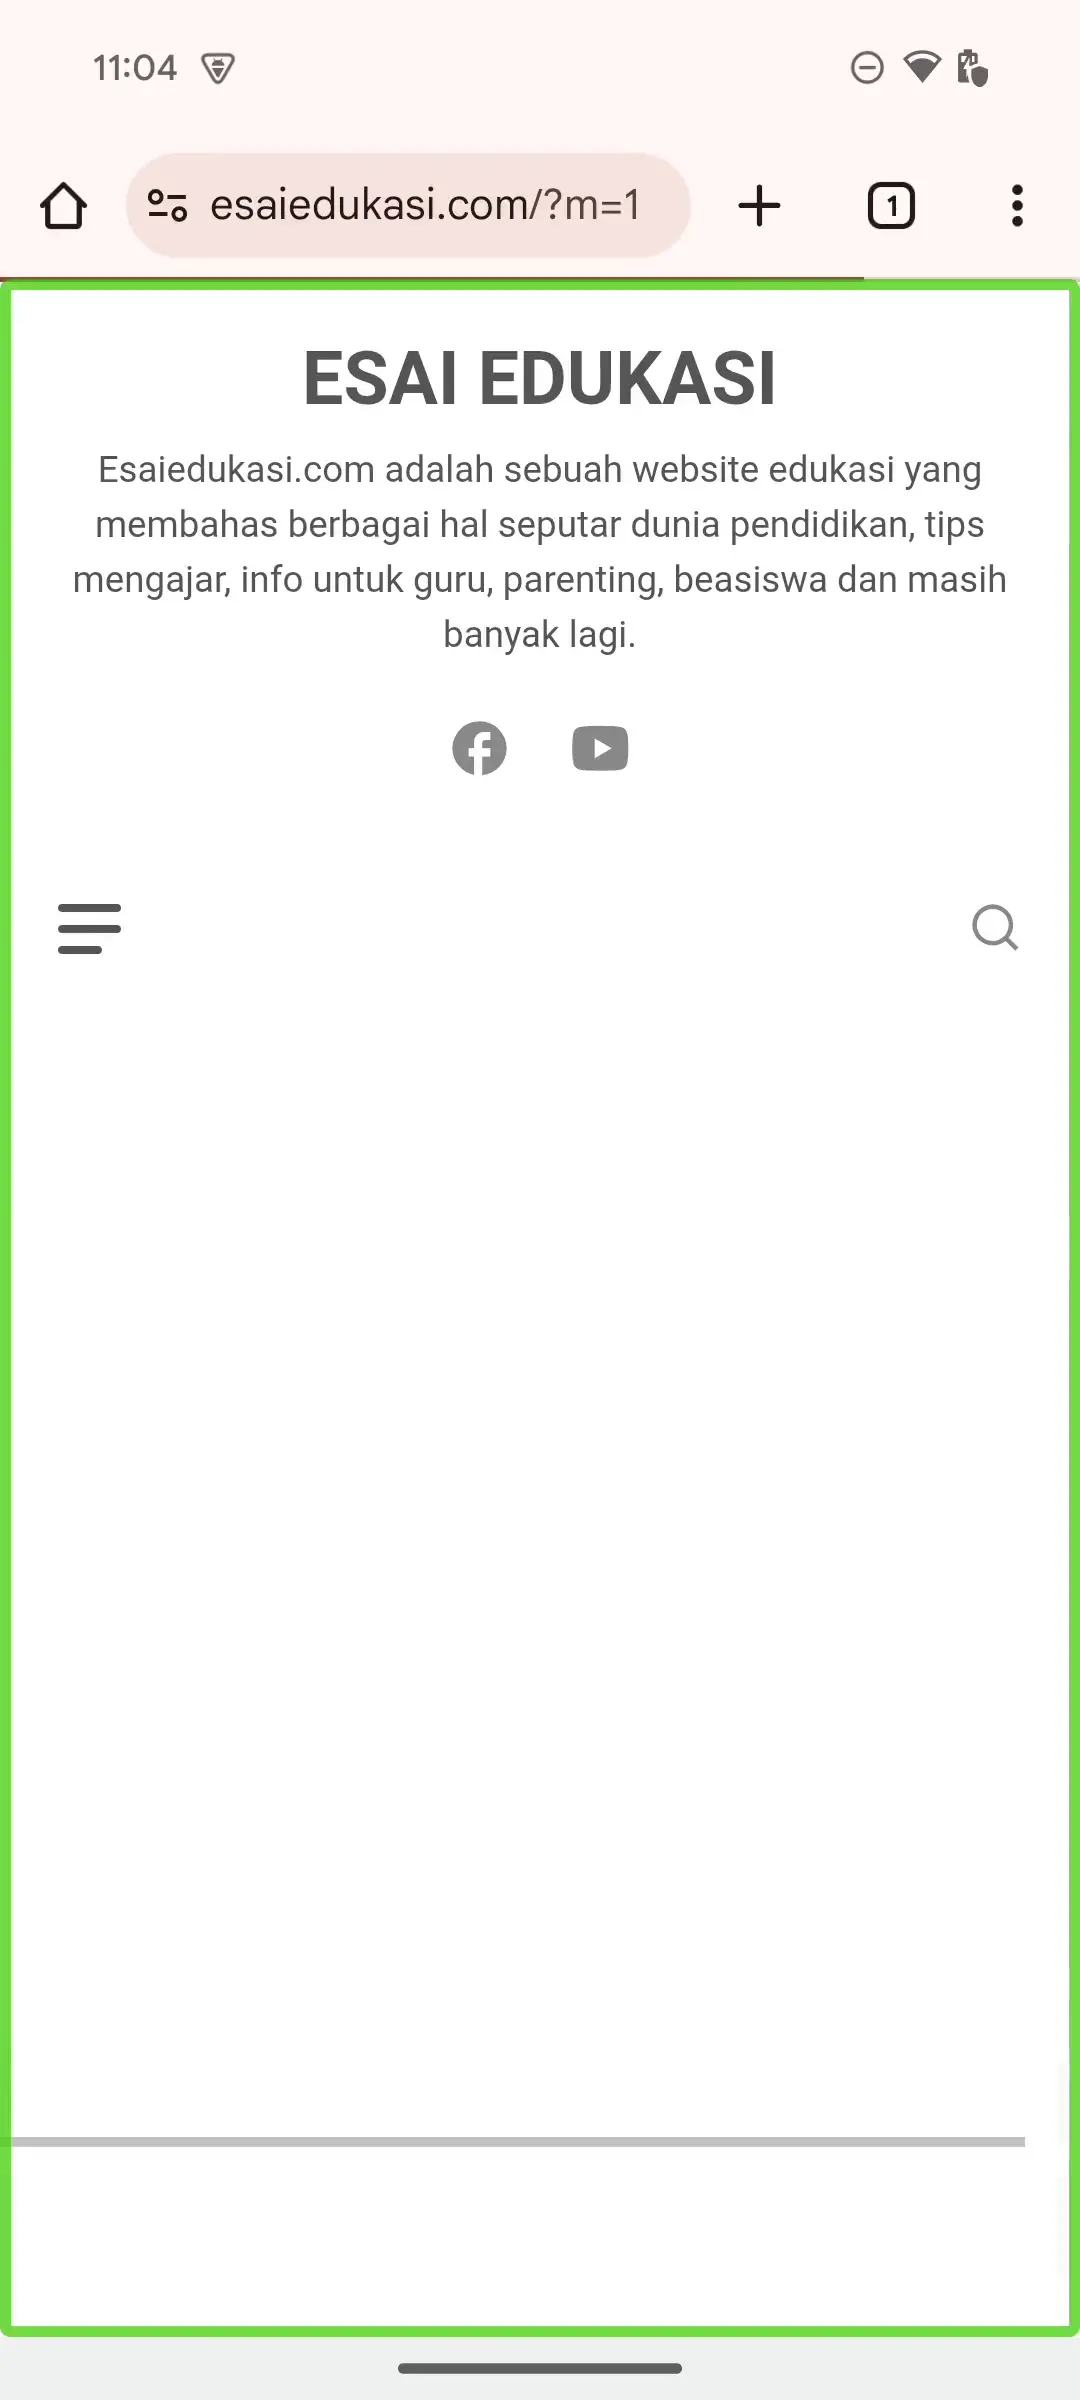 11:04
esaiedukasi.com/?m=1
1
ESAI EDUKASI
Esaiedukasi.com adalah sebuah website edukasi yang
membahas berbagai hal seputar dunia pendidikan, tips
mengajar, info untuk guru, parenting, beasiswa dan masih
banyak lagi.